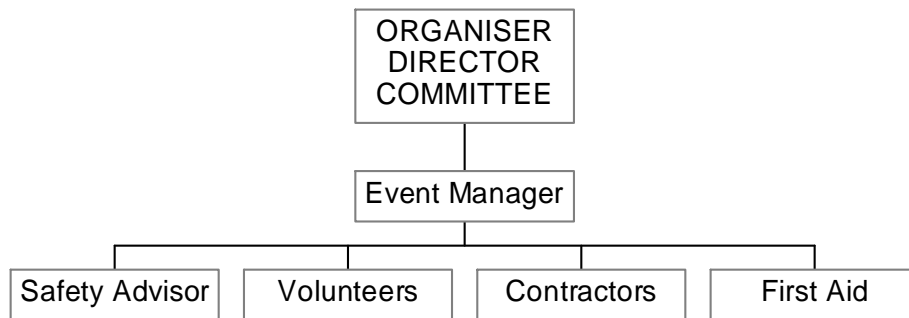 ORGANISER
DIRECTOR
COMMITTEE
Event Manager
Safety Advisor
Volunteers
Contractors
First Aid